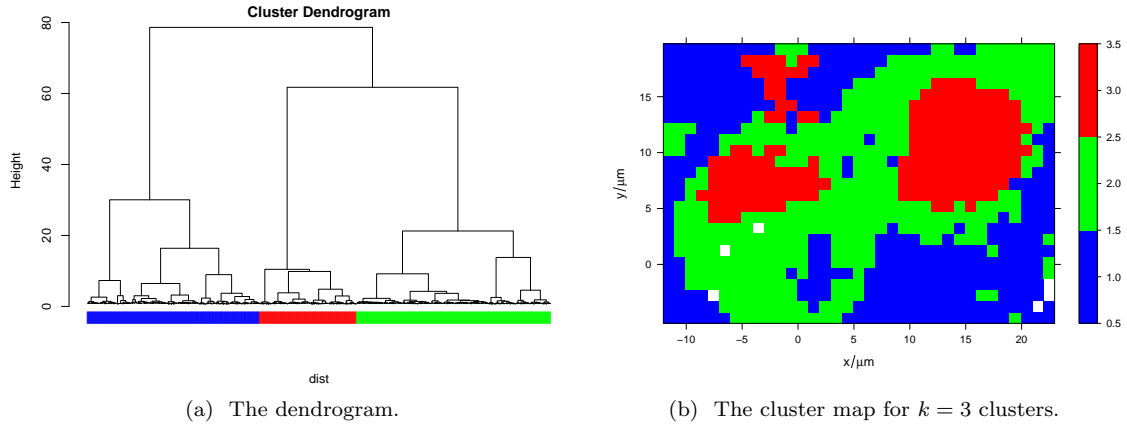 Cluster Dendrogram
80
60
40
20
0
Height
dist
(a) The dendrogram.
15
10
5
0
y/μm
−10 −5 0 5 10 15 20
x/μm
3.5
3.0
2.5
2.0
1.5
1.0
0.5
(b) The cluster map for k = 3 clusters.